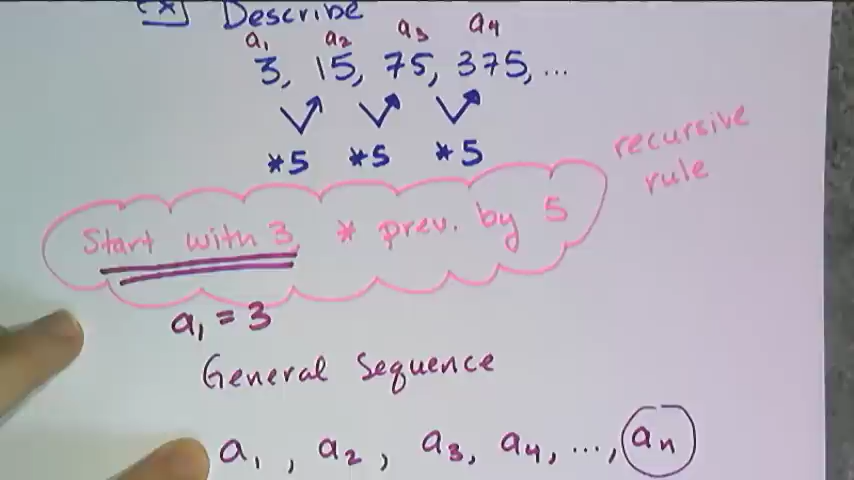 [*] Describe
a₁ a₂ a₃ a₄
3, 15, 75, 375, ...
*5 *5 *5
recursive
rule
Start with 3, * prev. by 5
a₁ = 3
General Sequence
a₁, a₂, a₃, a₄, ..., aₙ